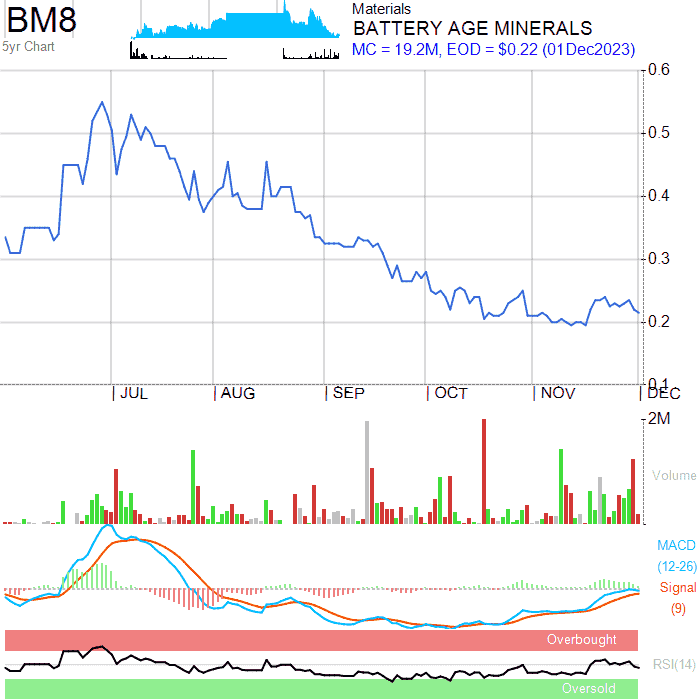 BM8
5yr Chart
Materials
BATTERY AGE MINERALS
MC = 19.2M, EOD = $0.22 (01Dec2023)
0.6
0.5
0.4
0.3
0.2
0.1
JUL AUG SEP OCT NOV DEC
2M
Volume
MACD
(12-26)
Signal
(9)
Overbought
RSI(14)
Oversold